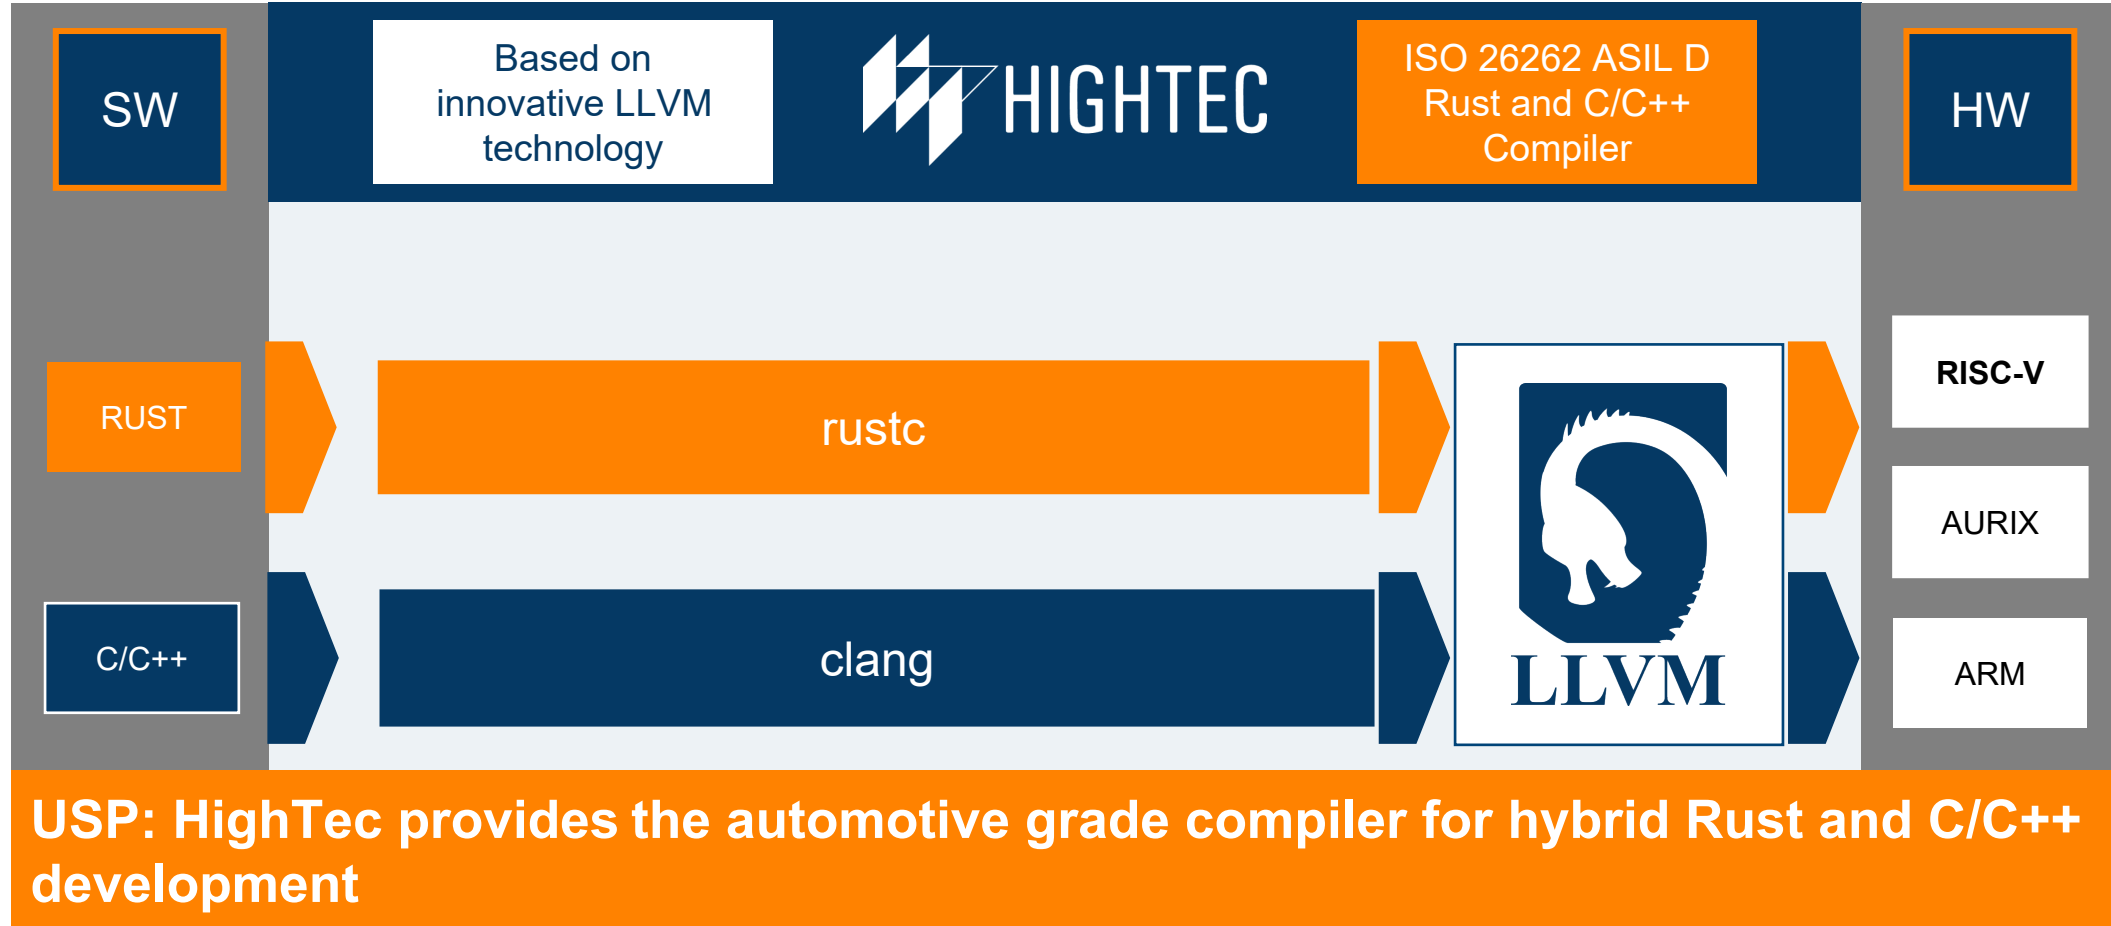 SW
Based on
innovative LLVM
technology
HIGHTEC
ISO 26262 ASIL D
Rust and C/C++
Compiler
HW
RUST
rustc
C/C++
clang
LLVM
RISC-V
AURIX
ARM
USP: HighTec provides the automotive grade compiler for hybrid Rust and C/C++
development